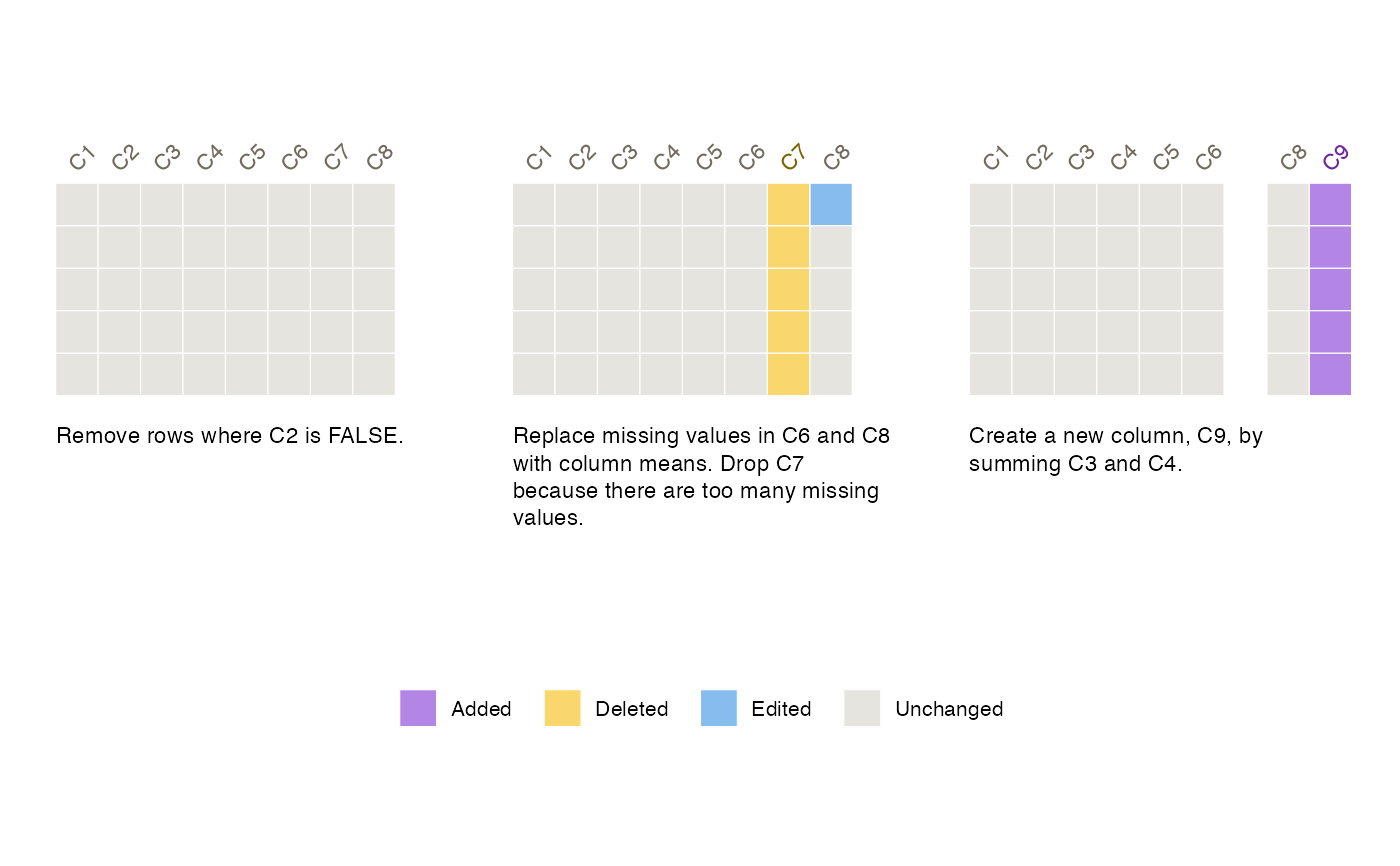 C1 C2 C3 C4 C5 C6 C7 C8
C1 C2 C3 C4 C5 C6 C7 C8
C1 C2 C3 C4 C5 C6 C8 C9
Remove rows where C2 is FALSE.
Replace missing values in C6 and C8
with column means. Drop C7
because there are too many missing
values.
Create a new column, C9, by
summing C3 and C4.
Added Deleted Edited Unchanged